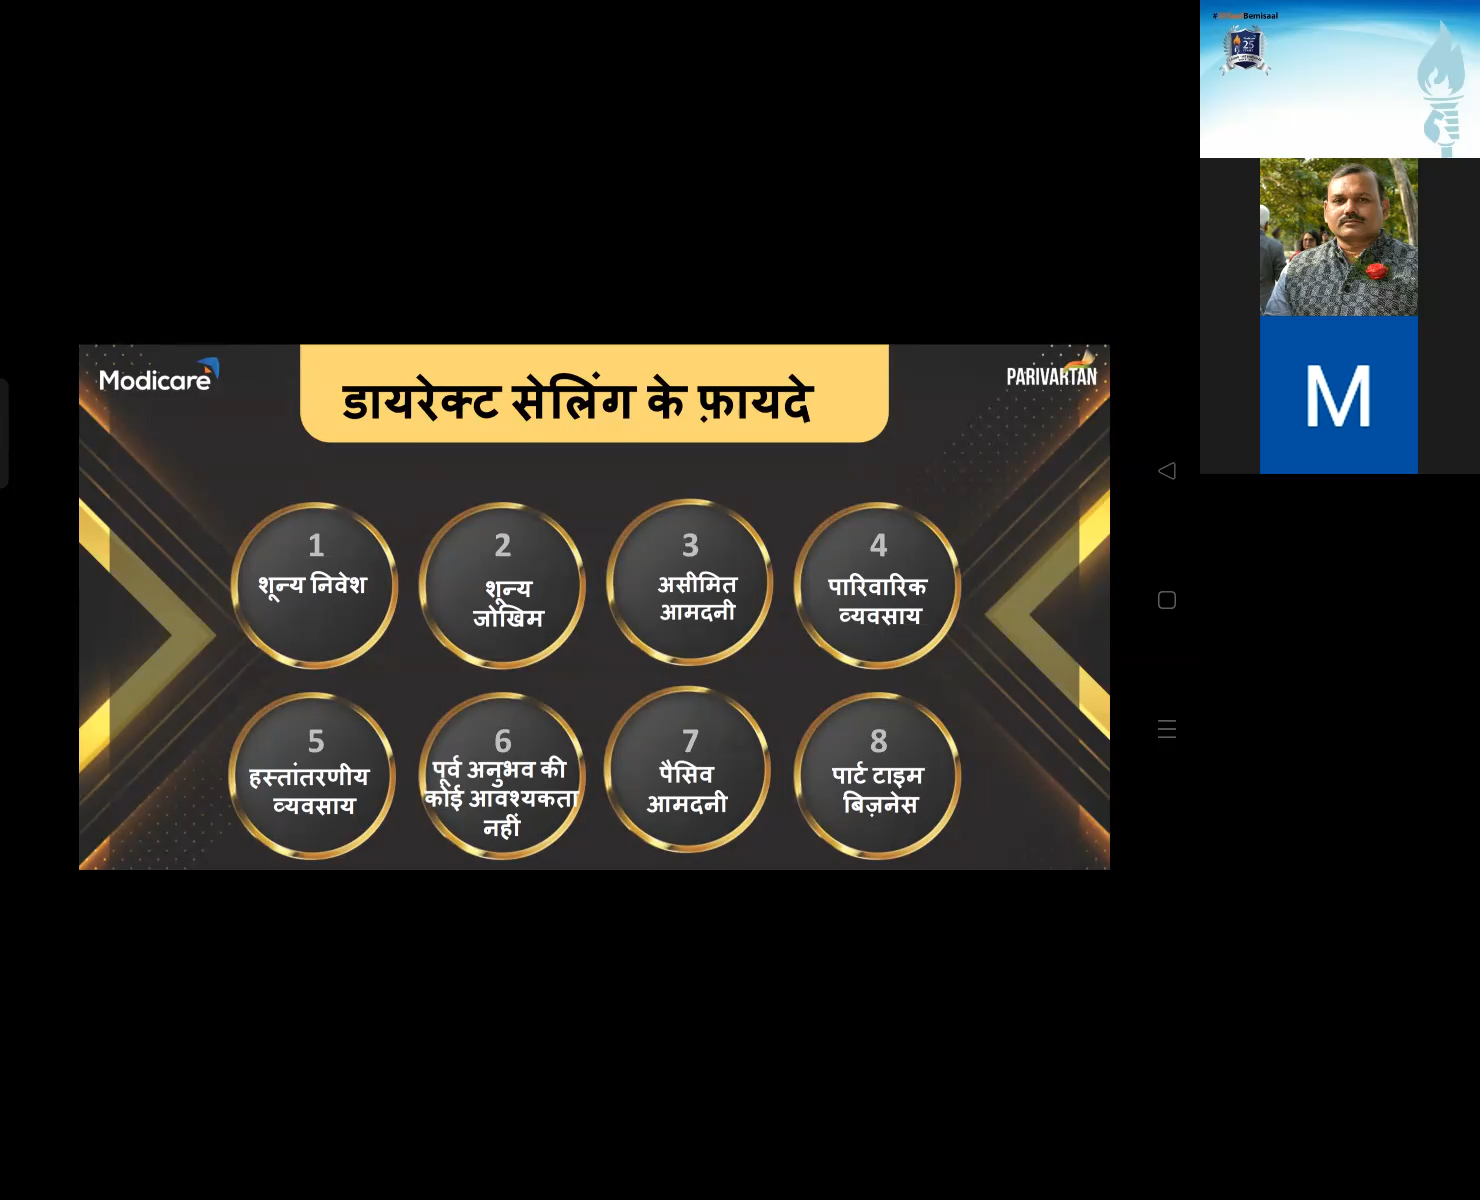 Modicare
डायरेक्ट सेलिंग के फ़ायदे
PARIVARTAN
1
शून्य निवेश
2
शून्य
जोखिम
3
असीमित
आमदनी
4
पारिवारिक
व्यवसाय
5
हस्तांतरणीय
व्यवसाय
6
पूर्व अनुभव की
कोई आवश्यकता
नहीं
7
पैसिव
आमदनी
8
पार्ट टाइम
बिज़नेस
Bemisaal
25
M